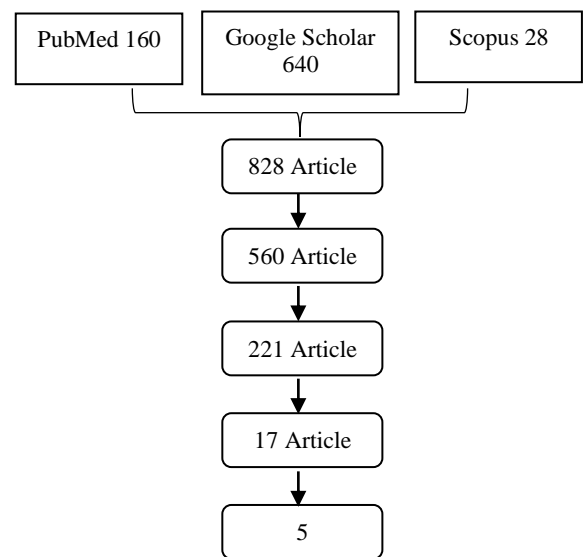 PubMed 160
Google Scholar
640
Scopus 28
828 Article
560 Article
221 Article
17 Article
5